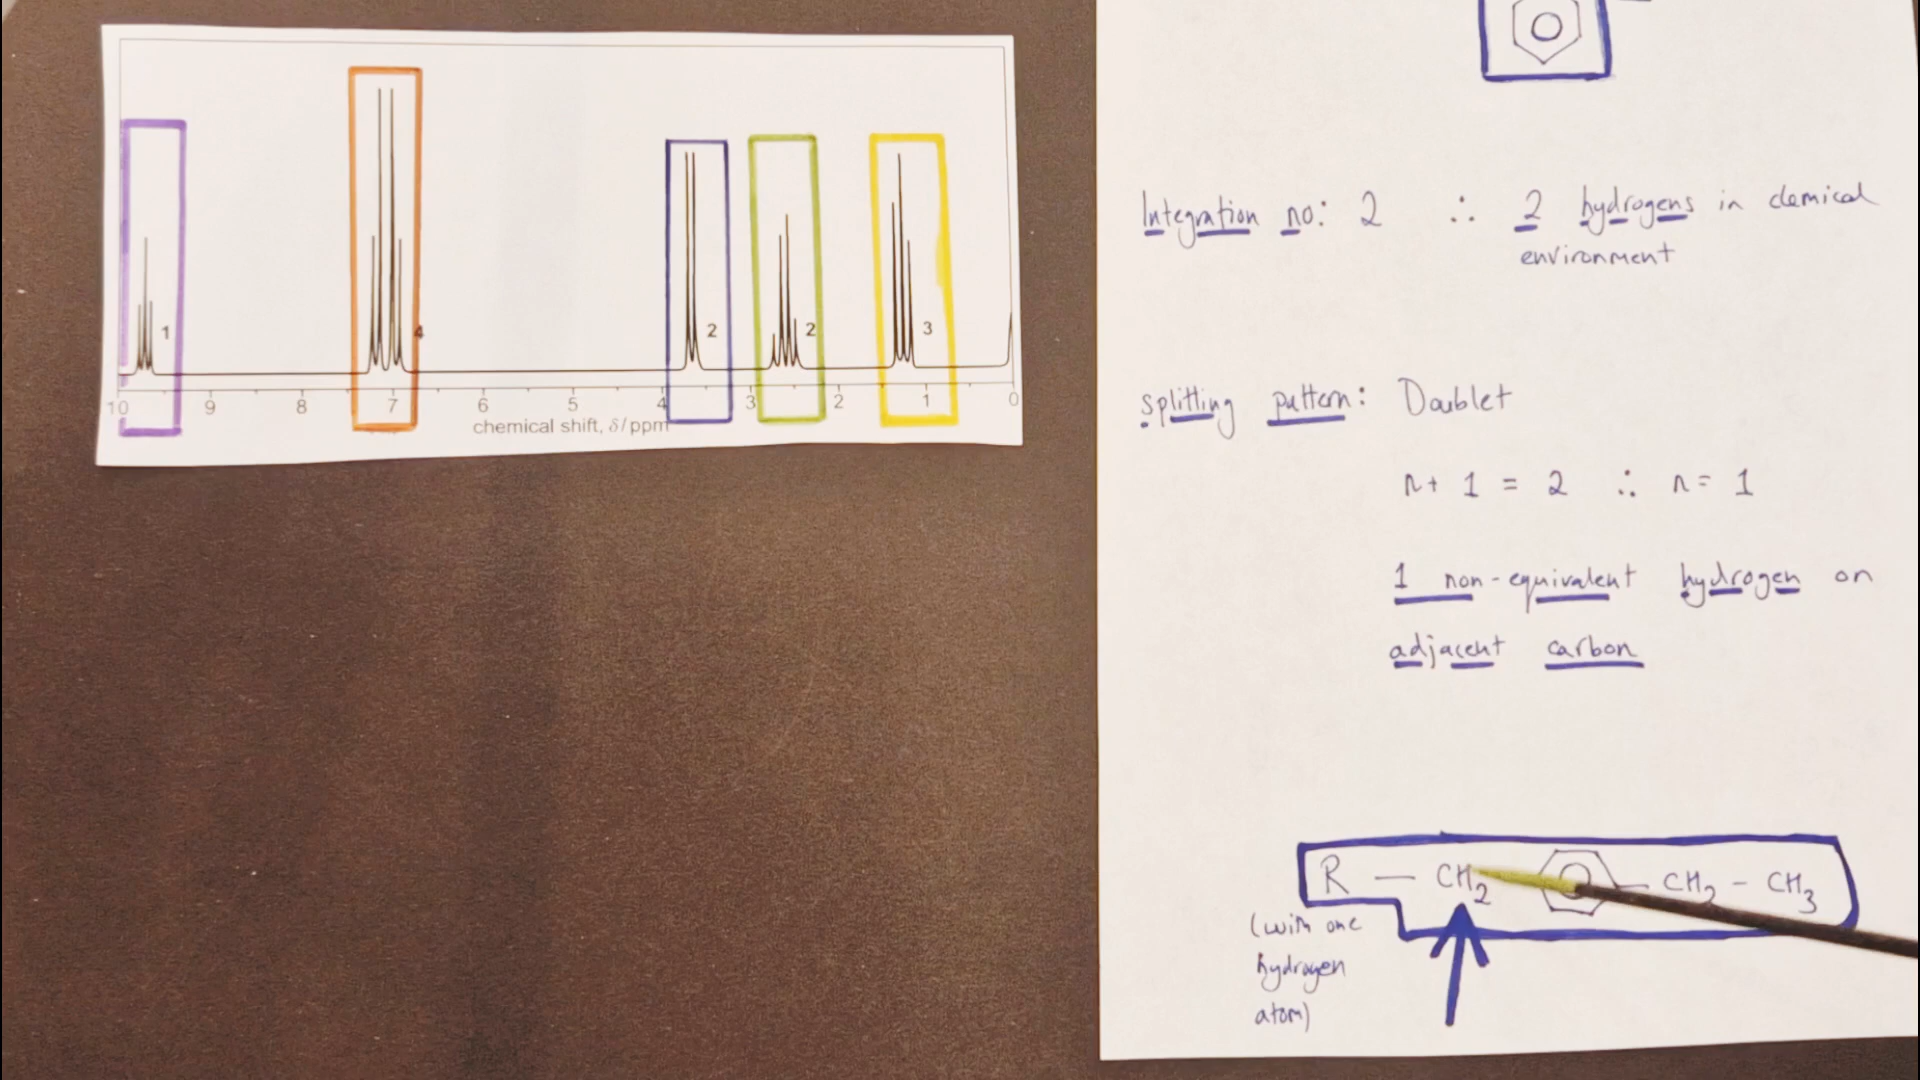 1
4
2
2
3
10 9 8 7 6 5 4 3 2 1 0
chemical shift, δ/ppm
Integration no: 2 ∴ 2 hydrogens in chemical
environment
splitting pattern: Doublet
n+ 1 = 2 ∴ n= 1
1 non-equivalent hydrogen on
adjacent carbon
R — CH2 — CH2 – CH3
(with one
hydrogen
atom)